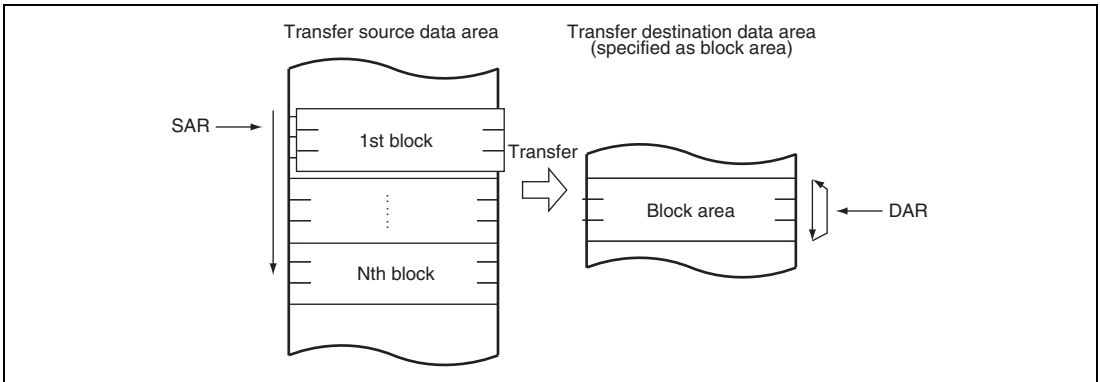 Transfer source data area
Transfer destination data area
(specified as block area)
SAR
1st block
Transfer
Block area
DAR
Nth block